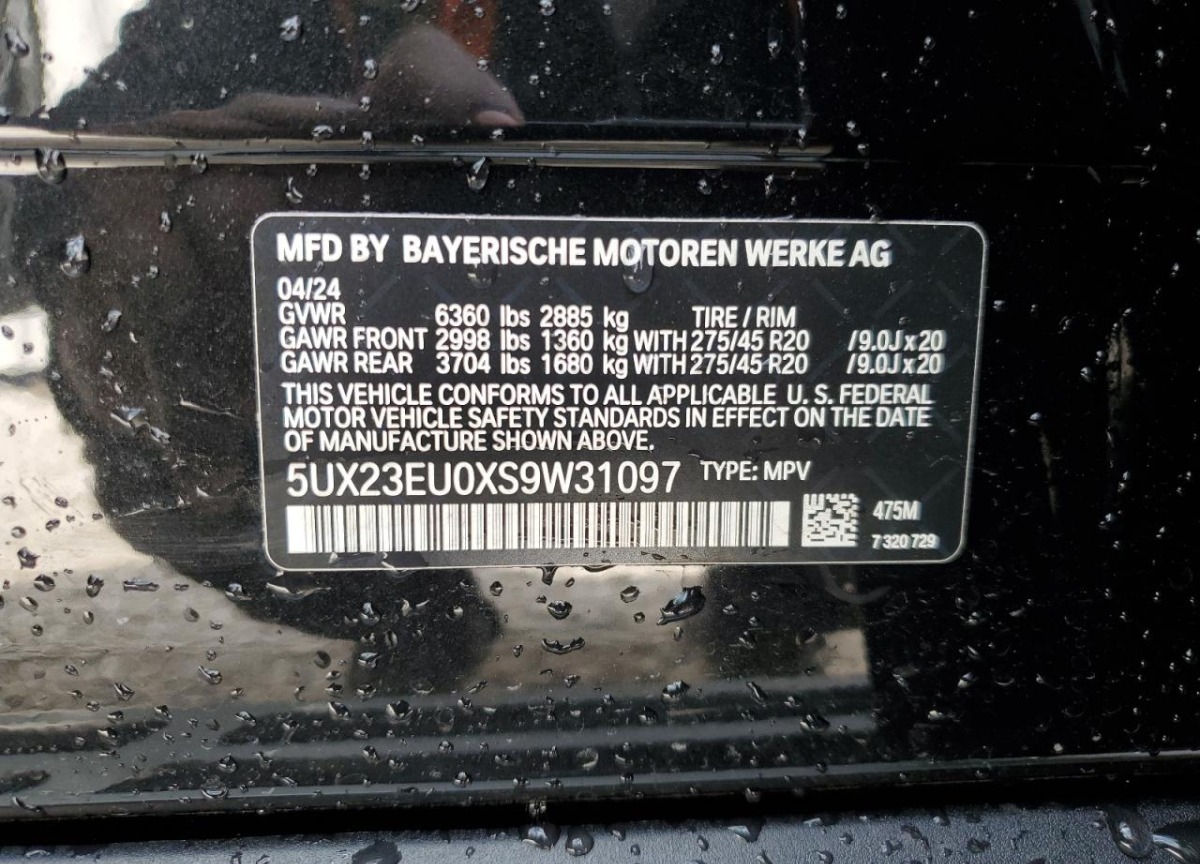 MFD BY BAYERISCHE MOTOREN WERKE AG
04/24
GVWR 6360 lbs 2885 kg TIRE / RIM
GAWR FRONT 2998 lbs 1360 kg WITH 275/45 R20 /9.0J x 20
GAWR REAR 3704 lbs 1680 kg WITH 275/45 R20 /9.0J x 20
THIS VEHICLE CONFORMS TO ALL APPLICABLE U. S. FEDERAL
MOTOR VEHICLE SAFETY STANDARDS IN EFFECT ON THE DATE
OF MANUFACTURE SHOWN ABOVE.
5UX23EU0XS9W31097 TYPE: MPV
475M
7 320 729